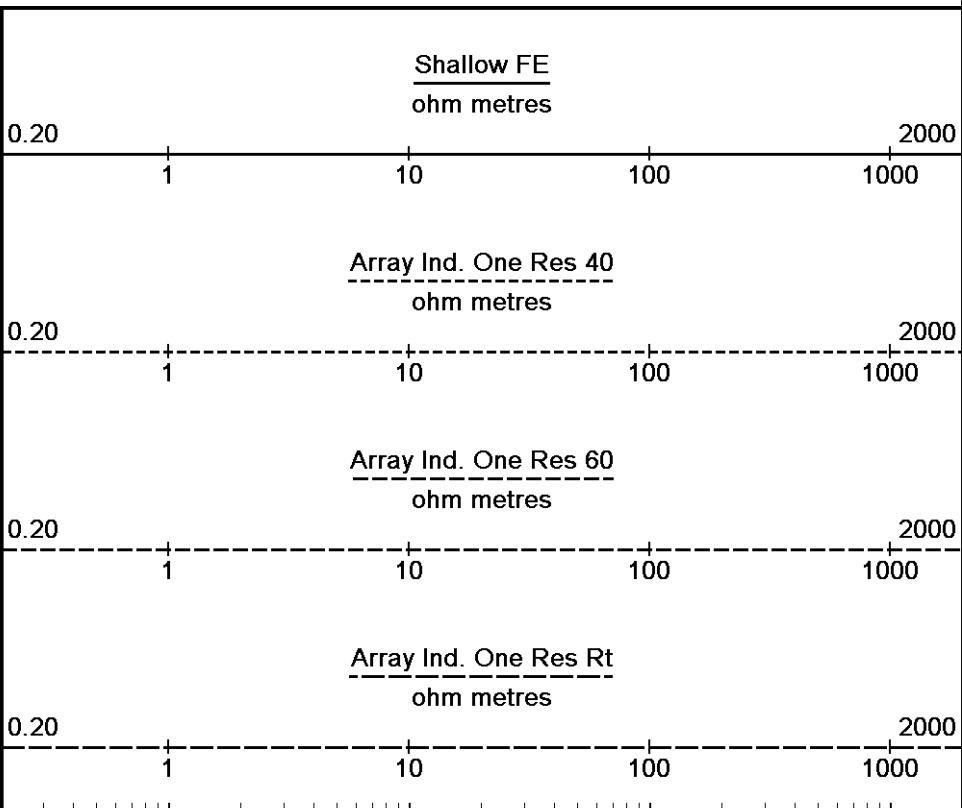 Shallow FE
ohm metres
0.20 2000
1 10 100 1000
Array Ind. One Res 40
ohm metres
0.20 2000
1 10 100 1000
Array Ind. One Res 60
ohm metres
0.20 2000
1 10 100 1000
Array Ind. One Res Rt
ohm metres
0.20 2000
1 10 100 1000